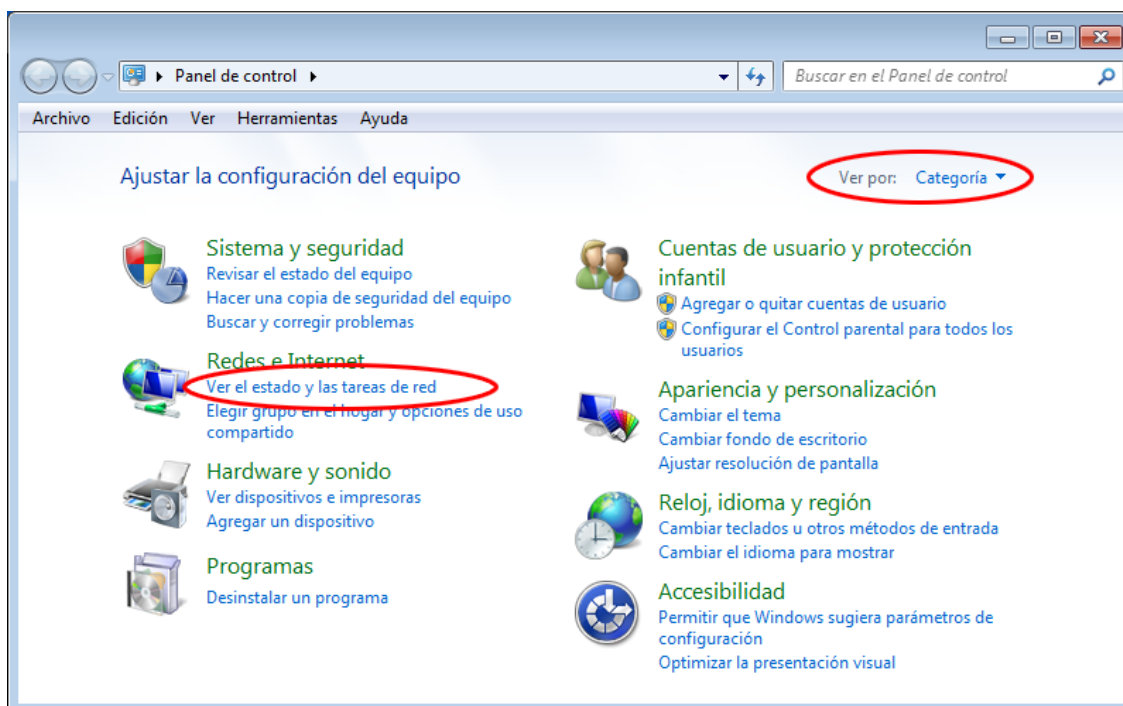 Panel de control
Buscar en el Panel de control
Archivo Edición Ver Herramientas Ayuda
Ajustar la configuración del equipo
Ver por: Categoría
Sistema y seguridad
Revisar el estado del equipo
Hacer una copia de seguridad del equipo
Buscar y corregir problemas
Redes e Internet
Ver el estado y las tareas de red
Elegir grupo en el hogar y opciones de uso
compartido
Hardware y sonido
Ver dispositivos e impresoras
Agregar un dispositivo
Programas
Desinstalar un programa
Cuentas de usuario y protección
infantil
Agregar o quitar cuentas de usuario
Configurar el Control parental para todos los
usuarios
Apariencia y personalización
Cambiar el tema
Cambiar fondo de escritorio
Ajustar resolución de pantalla
Reloj, idioma y región
Cambiar teclados u otros métodos de entrada
Cambiar el idioma para mostrar
Accesibilidad
Permitir que Windows sugiera parámetros de
configuración
Optimizar la presentación visual